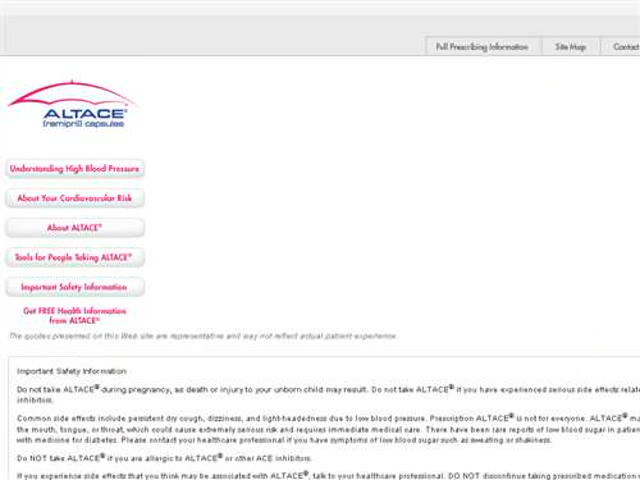 Full Prescribing Information
Site Map
Contact
ALTACE®
(ramipril) capsules
Understanding High Blood Pressure
About Your Cardiovascular Risk
About ALTACE®
Tools for People Taking ALTACE®
Important Safety Information
Get FREE Health Information
from ALTACE®
The quotes presented on this Web site are representative and may not reflect actual patient experience.
Important Safety Information
Do not take ALTACE® during pregnancy, as death or injury to your unborn child may result. Do not take ALTACE® if you have experienced serious side effects relate
inhibitors.
Common side effects include persistent dry cough, dizziness, and light-headedness due to low blood pressure. Prescription ALTACE® is not for everyone. ALTACE® ma
the mouth, tongue, or throat, which could cause extremely serious risk and requires immediate medical care. There have been rare reports of low blood sugar in patien
with medicine for diabetes. Please contact your healthcare professional if you have symptoms of low blood sugar such as sweating or shakiness.
Do NOT take ALTACE® if you are allergic to ALTACE® or other ACE inhibitors.
If you experience side effects that you think may be associated with ALTACE®, talk to your healthcare professional. DO NOT discontinue taking prescribed medication